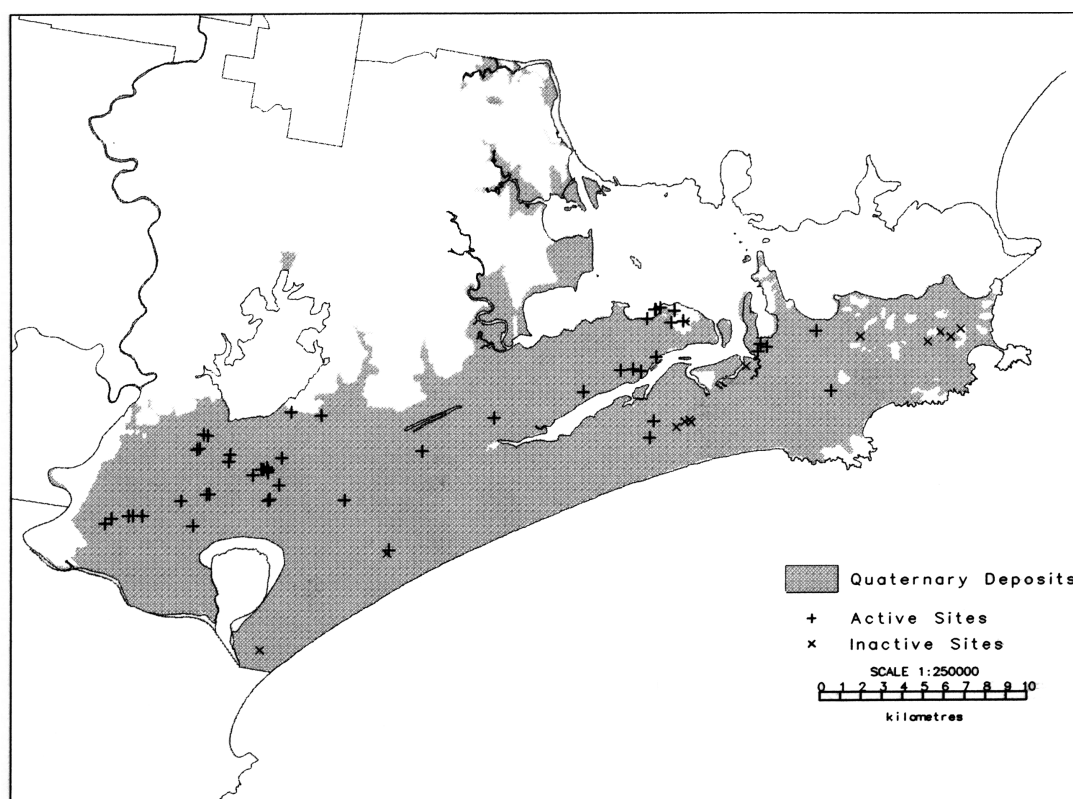 Quaternary Deposits
+ Active Sites
× Inactive Sites
SCALE 1:250000
0 1 2 3 4 5 6 7 8 9 10
kilometres